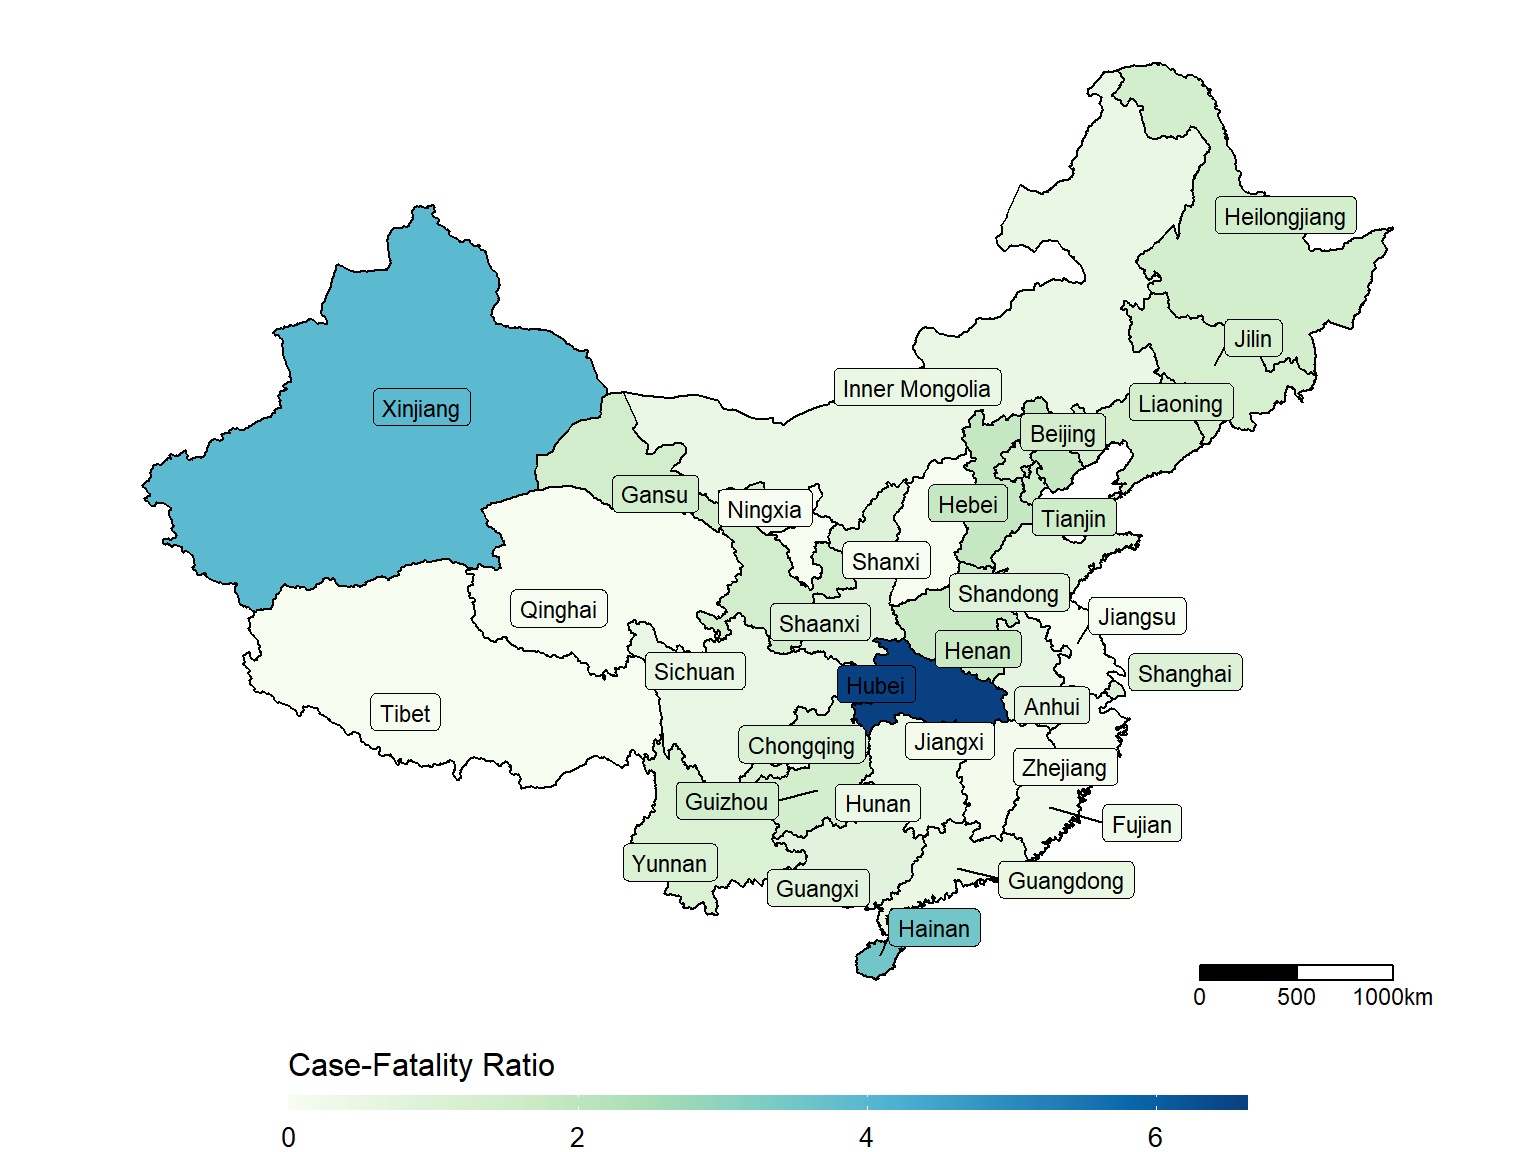 Heilongjiang
Jilin
Inner Mongolia
Liaoning
Xinjiang
Beijing
Gansu
Ningxia
Hebei
Tianjin
Shanxi
Shandong
Qinghai
Jiangsu
Shaanxi
Henan
Sichuan
Shanghai
Hubei
Tibet
Anhui
Chongqing
Jiangxi
Zhejiang
Guizhou
Hunan
Fujian
Yunnan
Guangxi
Guangdong
Hainan
0 500 1000km
Case-Fatality Ratio
0 2 4 6